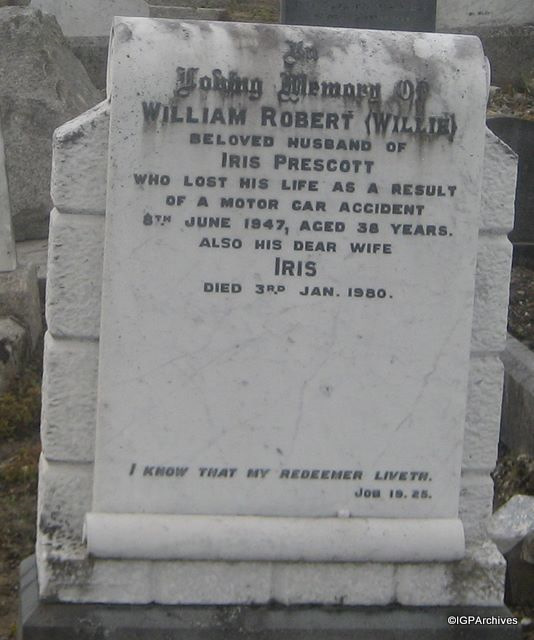 In
Loving Memory Of
WILLIAM ROBERT (WILLIE)
BELOVED HUSBAND OF
IRIS PRESCOTT
WHO LOST HIS LIFE AS A RESULT
OF A MOTOR CAR ACCIDENT
8TH JUNE 1947, AGED 38 YEARS.
ALSO HIS DEAR WIFE
IRIS
DIED 3RD JAN. 1980.
I KNOW THAT MY REDEEMER LIVETH.
JOB 19. 25.
©IGPArchives